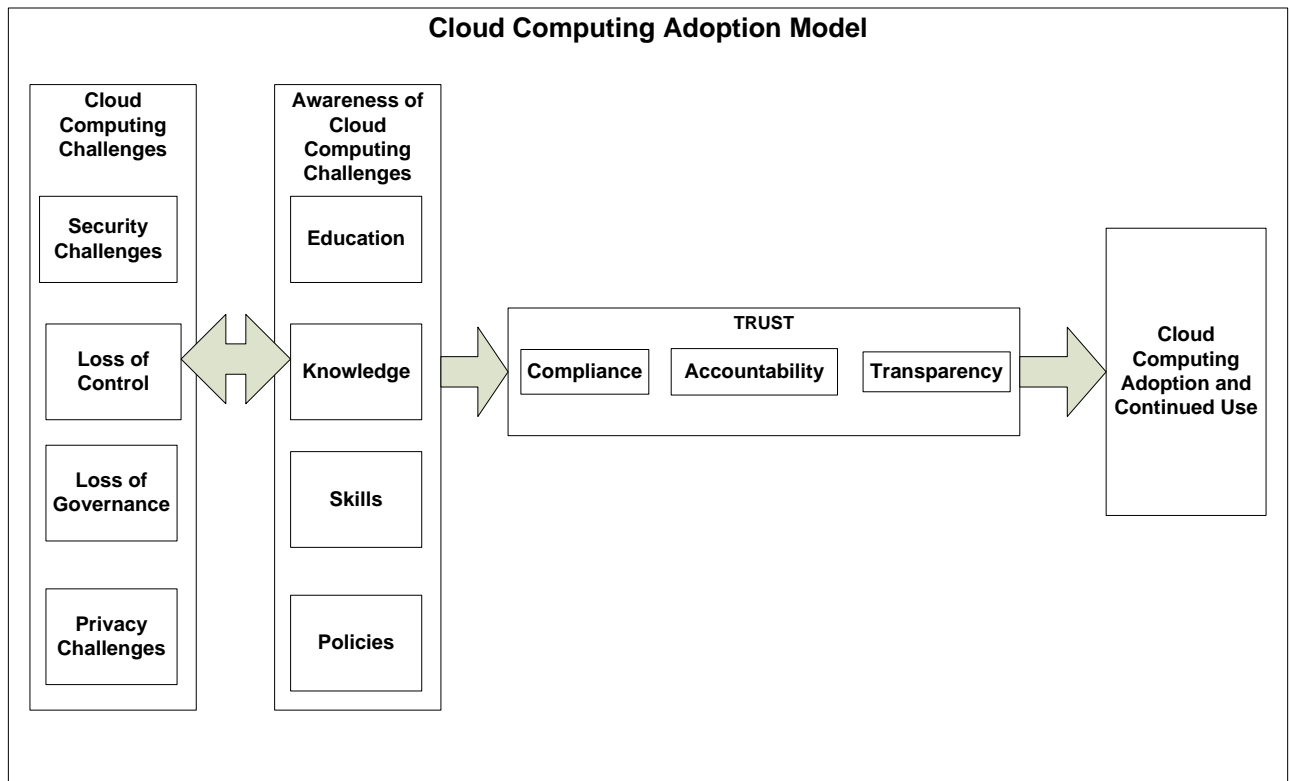 Cloud Computing Adoption Model
Cloud
Computing
Challenges
Security
Challenges
Loss of
Control
Loss of
Governance
Privacy
Challenges
Awareness of
Cloud
Computing
Challenges
Education
Knowledge
Skills
Policies
TRUST
Compliance
Accountability
Transparency
Cloud
Computing
Adoption and
Continued Use